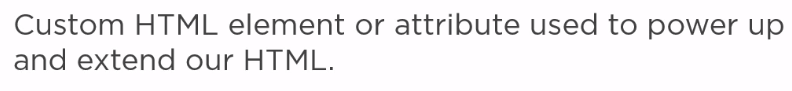 Custom HTML element or attribute used to power up
and extend our HTML.